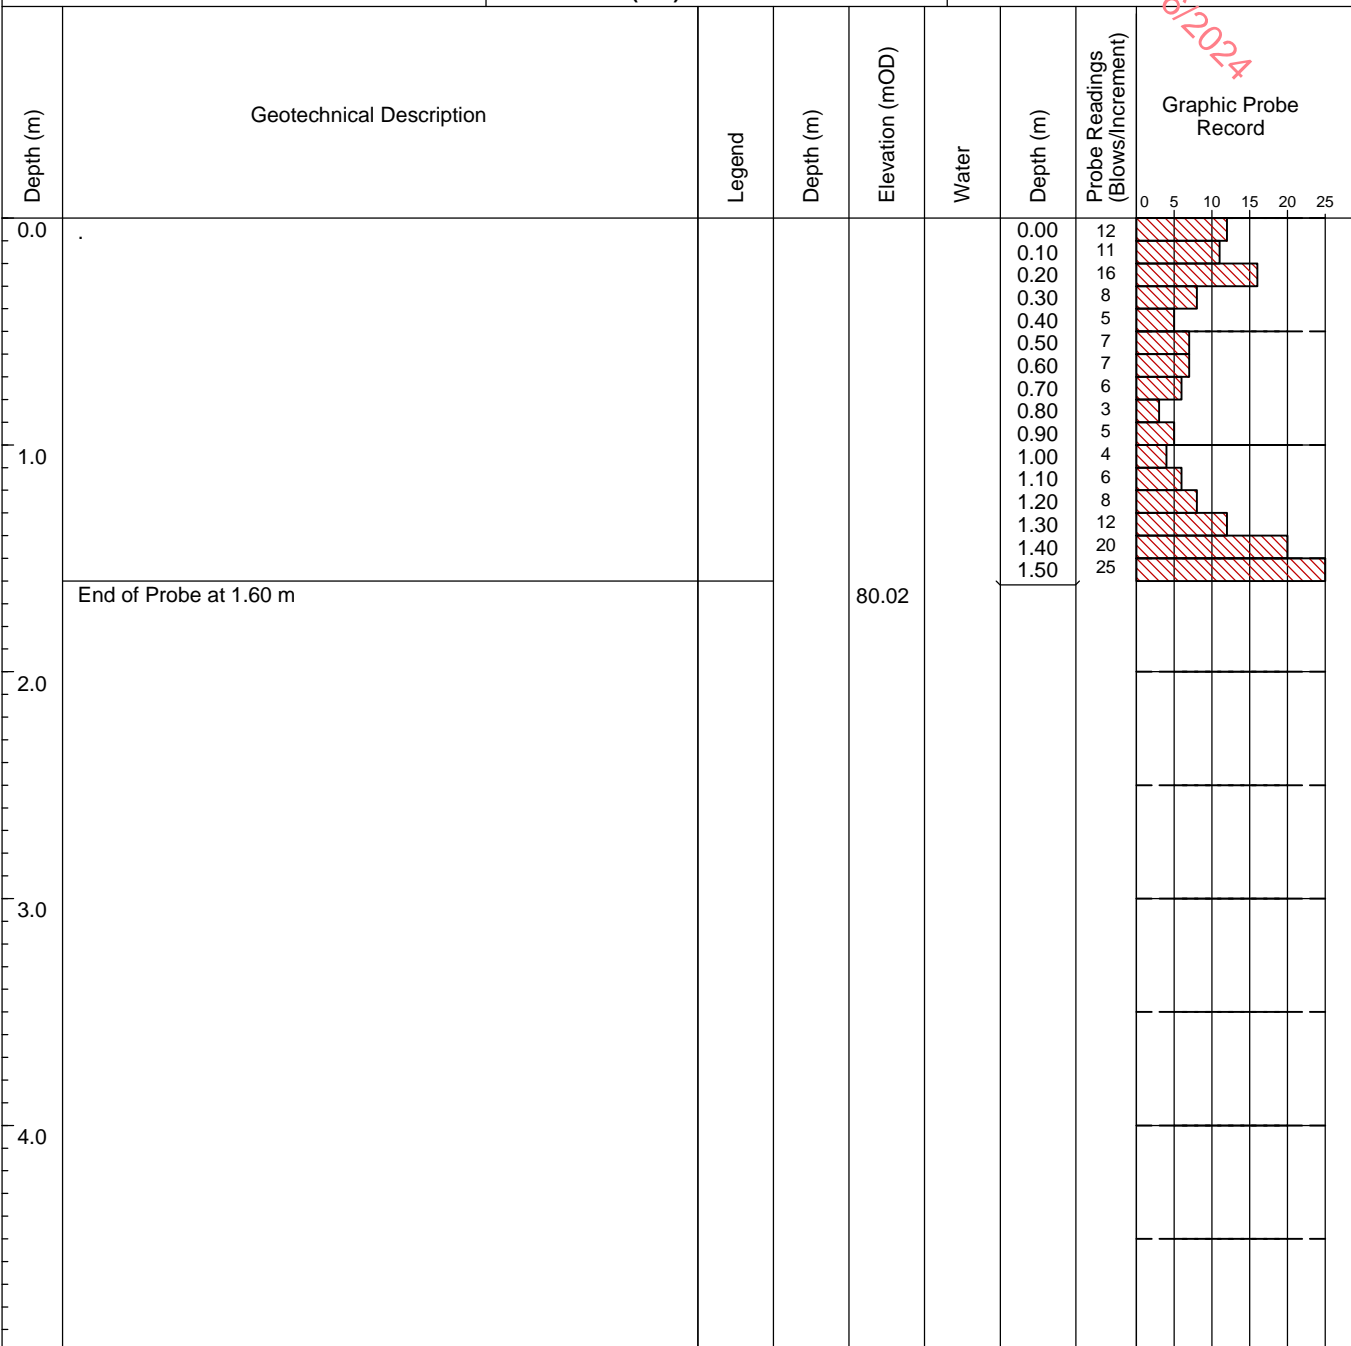 Depth (m)
Geotechnical Description
Legend
Depth (m)
Elevation (mOD)
Water
Depth (m)
Probe Readings
(Blows/Increment)
Graphic Probe
Record
0 5 10 15 20 25
6/2024
0.0
.
0.00 12
0.10 11
0.20 16
0.30 8
0.40 5
0.50 7
0.60 7
0.70 6
0.80 3
0.90 5
1.0
1.00 4
1.10 6
1.20 8
1.30 12
1.40 20
1.50 25
End of Probe at 1.60 m
80.02
2.0
3.0
4.0